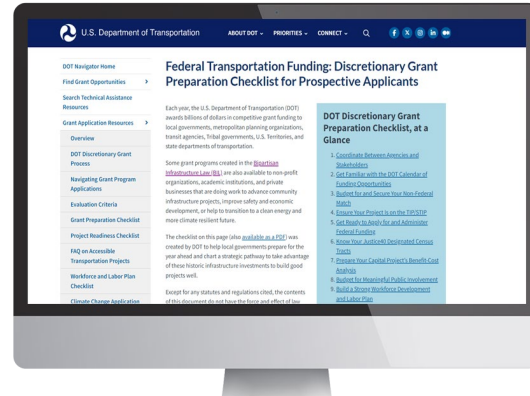 U.S. Department of Transportation
ABOUT DOT
PRIORITIES
CONNECT
DOT Navigator Home
Find Grant Opportunities
Search Technical Assistance
Resources
Grant Application Resources
Overview
DOT Discretionary Grant
Process
Navigating Grant Program
Applications
Evaluation Criteria
Grant Preparation Checklist
Project Readiness Checklist
FAQ on Accessible
Transportation Projects
Workforce and Labor Plan
Checklist
Climate Change Application
Federal Transportation Funding: Discretionary Grant
Preparation Checklist for Prospective Applicants
Each year, the U.S. Department of Transportation (DOT)
awards billions of dollars in competitive grant funding to
local governments, metropolitan planning organizations,
transit agencies, Tribal governments, U.S. Territories, and
state departments of transportation.
Some grant programs created in the Bipartisan
Infrastructure Law (BIL) are also available to non-profit
organizations, academic institutions, and private
businesses that are doing work to advance community
infrastructure projects, improve safety and economic
development, or help to transition to a clean energy and
more climate resilient future.
The checklist on this page (also available as a PDF) was
created by DOT to help local governments prepare for the
year ahead and chart a strategic pathway to take advantage
of these historic infrastructure investments to build good
projects well.
Except for any statutes and regulations cited, the contents
of this document do not have the force and effect of law
DOT Discretionary Grant
Preparation Checklist, at a
Glance
1. Coordinate Between Agencies and
Stakeholders
2. Get Familiar with the DOT Calendar of
Funding Opportunities
3. Budget for and Secure Your Non-Federal
Match
4. Ensure Your Project is on the TIP/STIP
5. Get Ready to Apply for and Administer
Federal Funding
6. Know Your Justice40 Designated Census
Tracts
7. Prepare Your Capital Project's Benefit-Cost
Analysis
8. Budget for Meaningful Public Involvement
9. Build a Strong Workforce Development
and Labor Plan